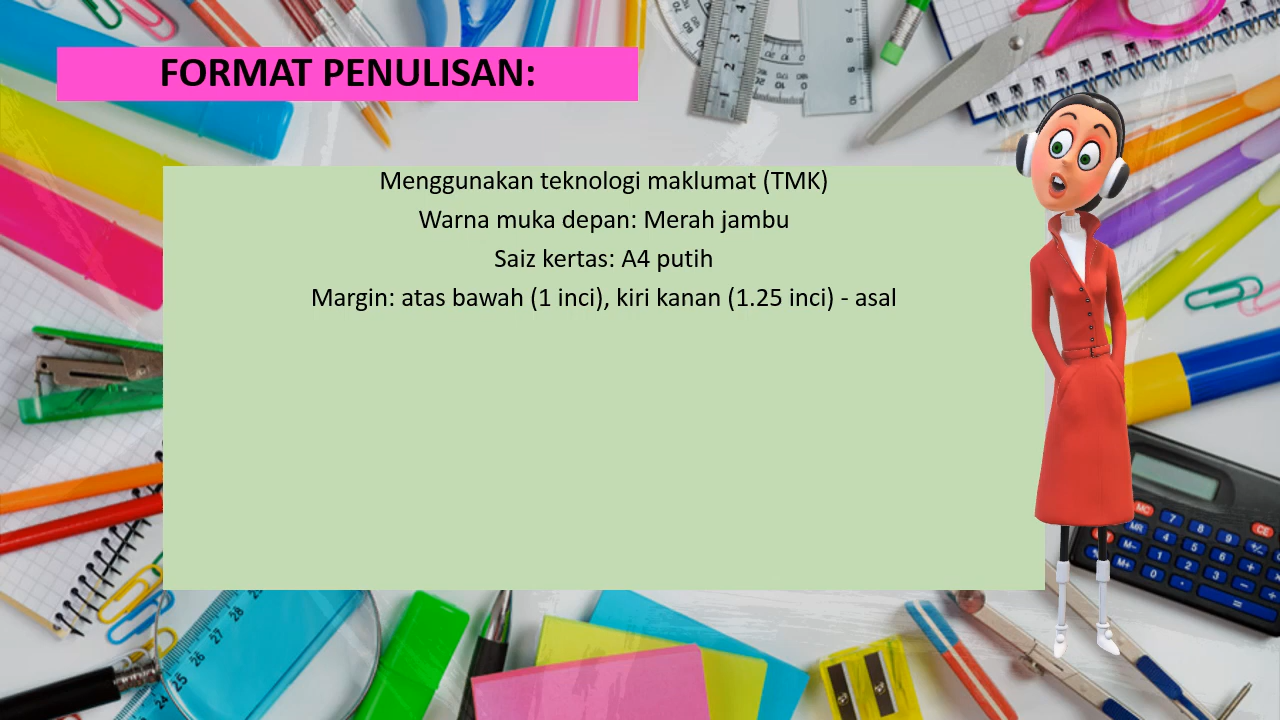 FORMAT PENULISAN:
Menggunakan teknologi maklumat (TMK)
Warna muka depan: Merah jambu
Saiz kertas: A4 putih
Margin: atas bawah (1 inci), kiri kanan (1.25 inci) - asal